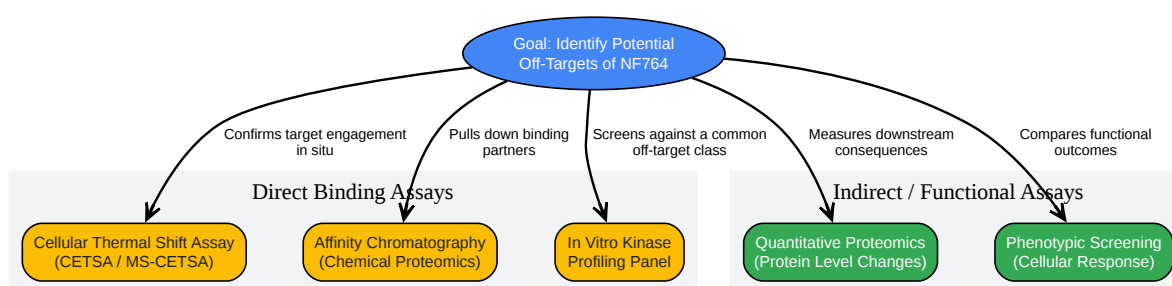 Goal: Identify Potential
Off-Targets of NF764
Confirms target engagement
in situ
Pulls down binding
partners
Screens against a common
off-target class
Measures downstream
consequences
Compares functional
outcomes
Direct Binding Assays
Indirect / Functional Assays
Cellular Thermal Shift Assay
(CETSA / MS-CETSA)
Affinity Chromatography
(Chemical Proteomics)
In Vitro Kinase
Profiling Panel
Quantitative Proteomics
(Protein Level Changes)
Phenotypic Screening
(Cellular Response)